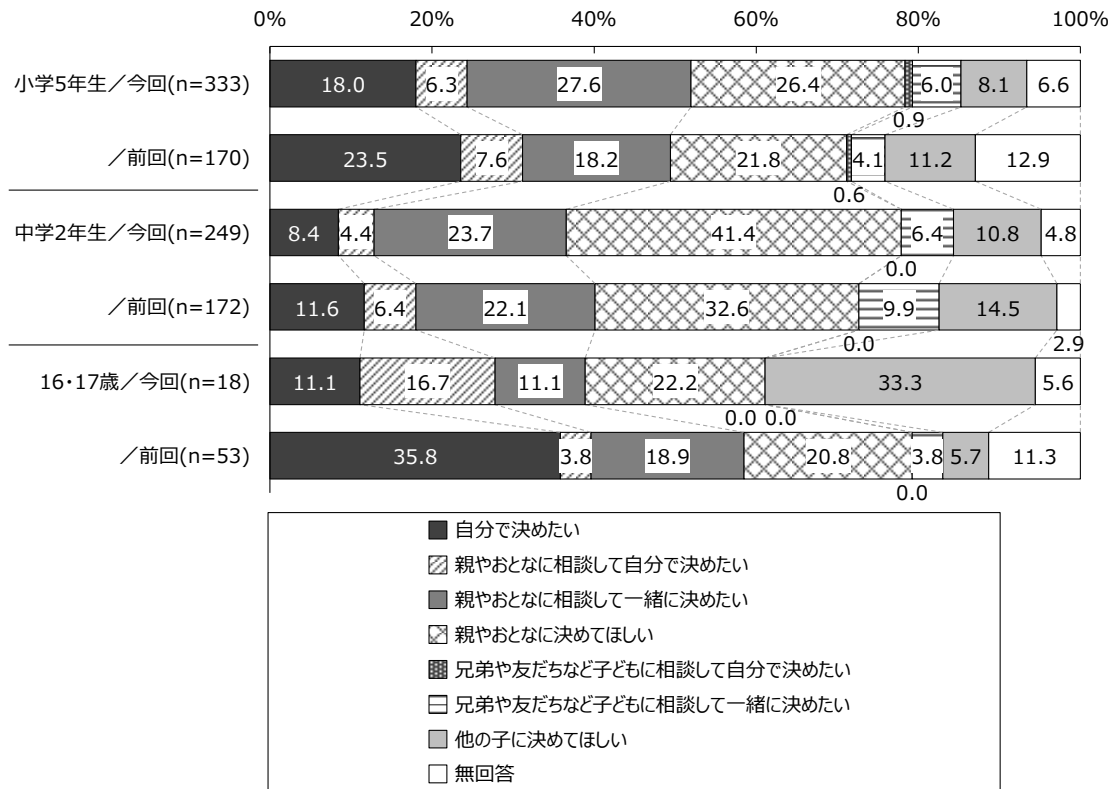 0% 20% 40% 60% 80% 100%
小学5年生／今回(n=333) 18.0 6.3 27.6 26.4 6.0 8.1 6.6
0.9
／前回(n=170) 23.5 7.6 18.2 21.8 4.1 11.2 12.9
0.6
中学2年生／今回(n=249) 8.4 4.4 23.7 41.4 6.4 10.8 4.8
0.0
／前回(n=172) 11.6 6.4 22.1 32.6 9.9 14.5
0.0 2.9
16・17歳／今回(n=18) 11.1 16.7 11.1 22.2 33.3 5.6
0.0 0.0
／前回(n=53) 35.8 3.8 18.9 20.8 3.8 5.7 11.3
0.0
自分で決めたい
親やおとなに相談して自分で決めたい
親やおとなに相談して一緒に決めたい
親やおとなに決めてほしい
兄弟や友だちなど子どもに相談して自分で決めたい
兄弟や友だちなど子どもに相談して一緒に決めたい
他の子に決めてほしい
無回答